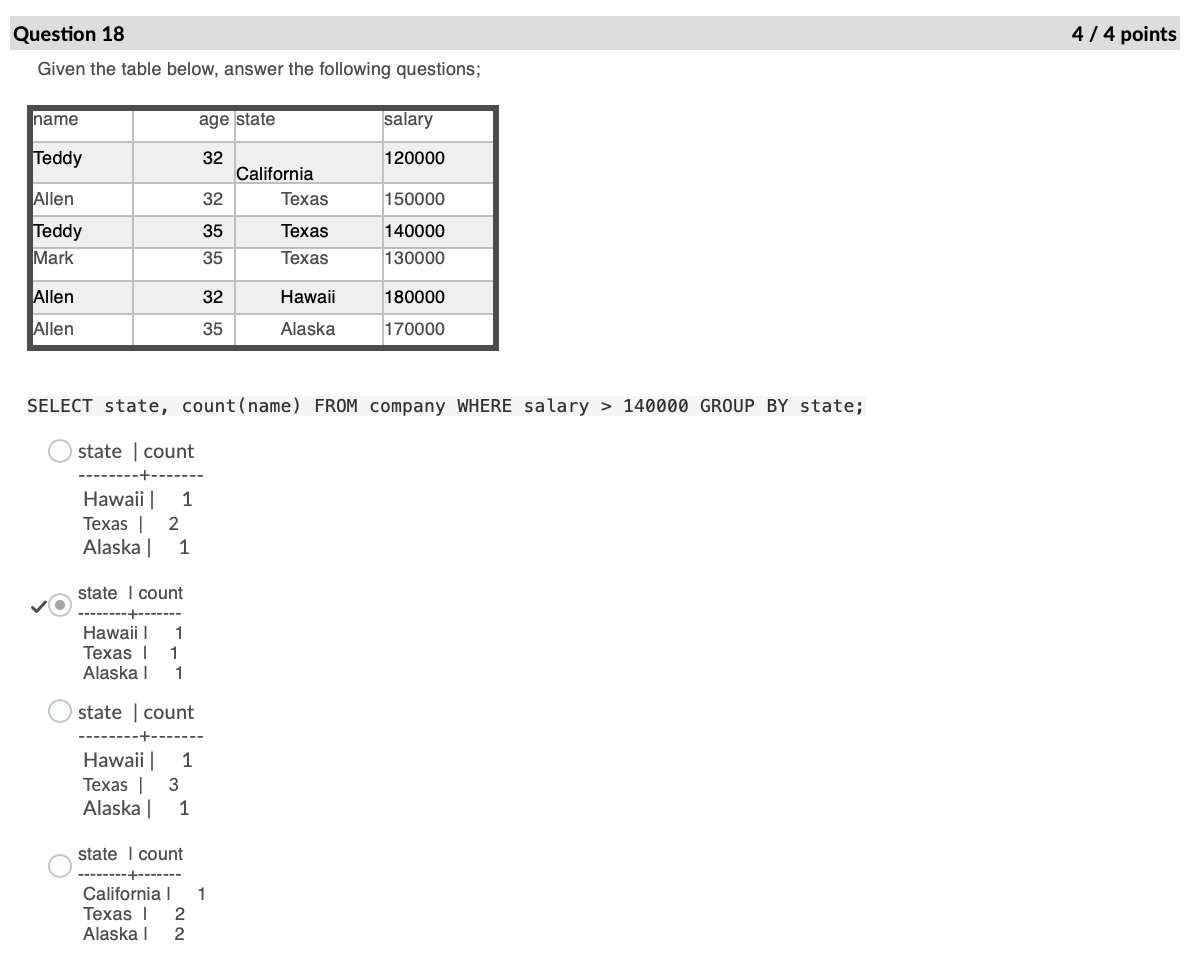 Question 18 4 / 4 points
Given the table below, answer the following questions;
name age state salary
Teddy 32 California 120000
Allen 32 Texas 150000
Teddy 35 Texas 140000
Mark 35 Texas 130000
Allen 32 Hawaii 180000
Allen 35 Alaska 170000
SELECT state, count(name) FROM company WHERE salary > 140000 GROUP BY state;
state | count
--------+-------
Hawaii | 1
Texas | 2
Alaska | 1
state | count
--------+-------
Hawaii | 1
Texas | 1
Alaska | 1
state | count
--------+-------
Hawaii | 1
Texas | 3
Alaska | 1
state | count
--------+-------
California | 1
Texas | 2
Alaska | 2